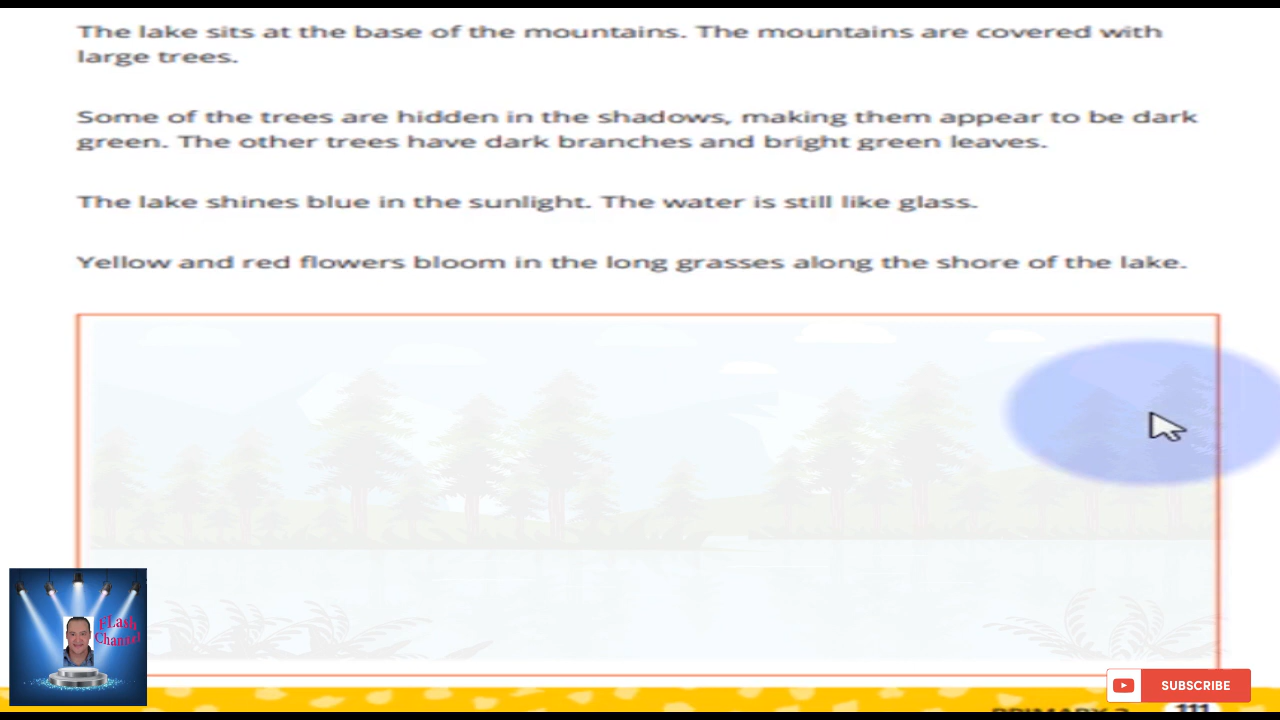 The lake sits at the base of the mountains. The mountains are covered with
large trees.
Some of the trees are hidden in the shadows, making them appear to be dark
green. The other trees have dark branches and bright green leaves.
The lake shines blue in the sunlight. The water is still like glass.
Yellow and red flowers bloom in the long grasses along the shore of the lake.
FLash
Channel
SUBSCRIBE
PRIMARY 2
111